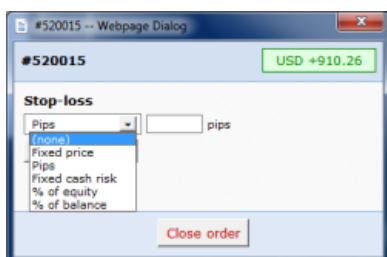 #520015 -- Webpage Dialog
#520015 USD +910.26
Stop-loss
Pips pips
(none)
Fixed price
Pips
Fixed cash risk
% of equity
% of balance
Close order